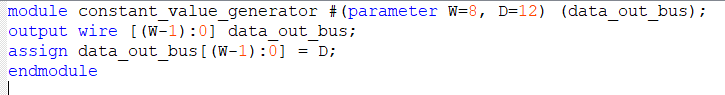 module constant_value_generator #(parameter W=8, D=12) (data_out_bus);
output wire [(W-1):0] data_out_bus;
assign data_out_bus[(W-1):0] = D;
endmodule